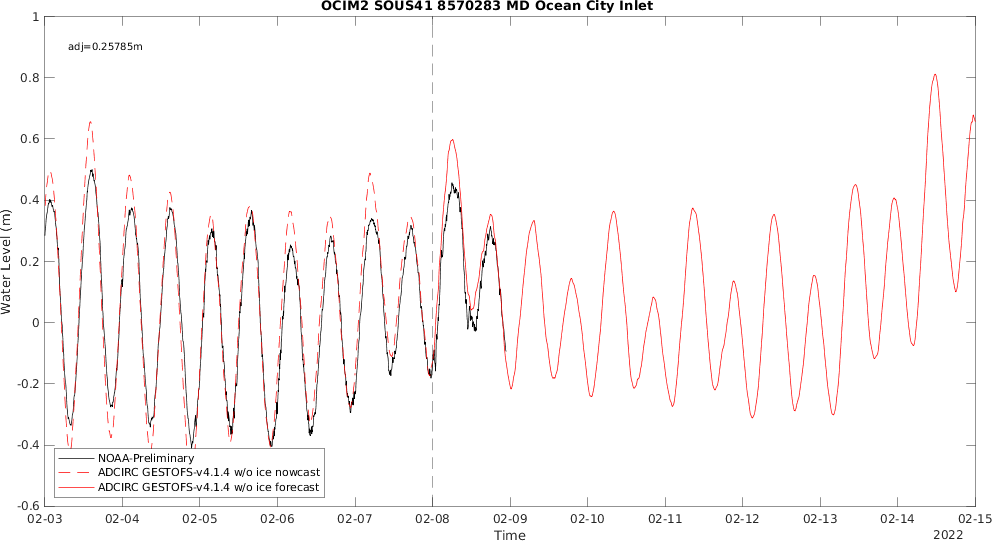 OCIM2 SOUS41 8570283 MD Ocean City Inlet
adj=0.25785m
Water Level (m)
1
0.8
0.6
0.4
0.2
0
-0.2
-0.4
-0.6
NOAA-Preliminary
ADCIRC GESTOFS-v4.1.4 w/o ice nowcast
ADCIRC GESTOFS-v4.1.4 w/o ice forecast
02-03 02-04 02-05 02-06 02-07 02-08 02-09 02-10 02-11 02-12 02-13 02-14 02-15
Time
2022